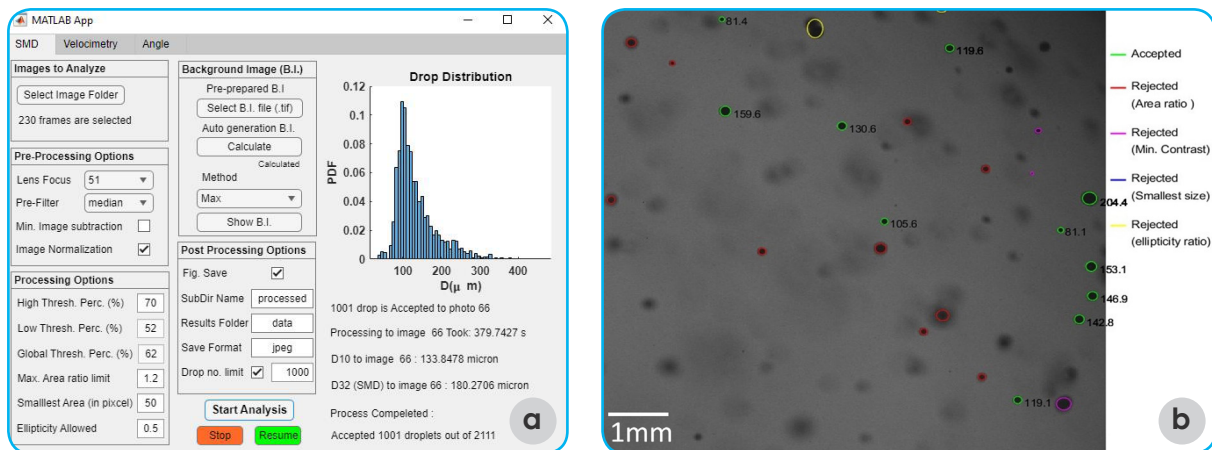 MATLAB App
SMD Velocimetry Angle
Images to Analyze
Select Image Folder
230 frames are selected
Pre-Processing Options
Lens Focus 51
Pre-Filter median
Min. Image subtraction
Image Normalization
Processing Options
High Thresh. Perc. (%) 70
Low Thresh. Perc. (%) 52
Global Thresh. Perc. (%) 62
Max. Area ratio limit 1.2
Smalllest Area (in pixcel) 50
Ellipticity Allowed 0.5
Background Image (B.I.)
Pre-prepared B.I
Select B.I. file (.tif)
Auto generation B.I.
Calculate
Calculated
Method
Max
Show B.I.
Post Processing Options
Fig. Save
SubDir Name processed
Results Folder data
Save Format jpeg
Drop no. limit 1000
Start Analysis
Stop Resume
Drop Distribution
PDF
0.12
0.1
0.08
0.06
0.04
0.02
0
100 200 300 400
D(μ m)
1001 drop is Accepted to photo 66
Processing to image 66 Took: 379.7427 s
D10 to image 66 : 133.8478 micron
D32 (SMD) to image 66 : 180.2706 micron
Process Compeleted :
Accepted 1001 droplets out of 2111
a
81.4
119.6
159.6
130.6
204.4
105.6
81.1
153.1
146.9
142.8
119.1
1mm
Accepted
Rejected
(Area ratio )
Rejected
(Min. Contrast)
Rejected
(Smallest size)
Rejected
(ellipticity ratio)
b